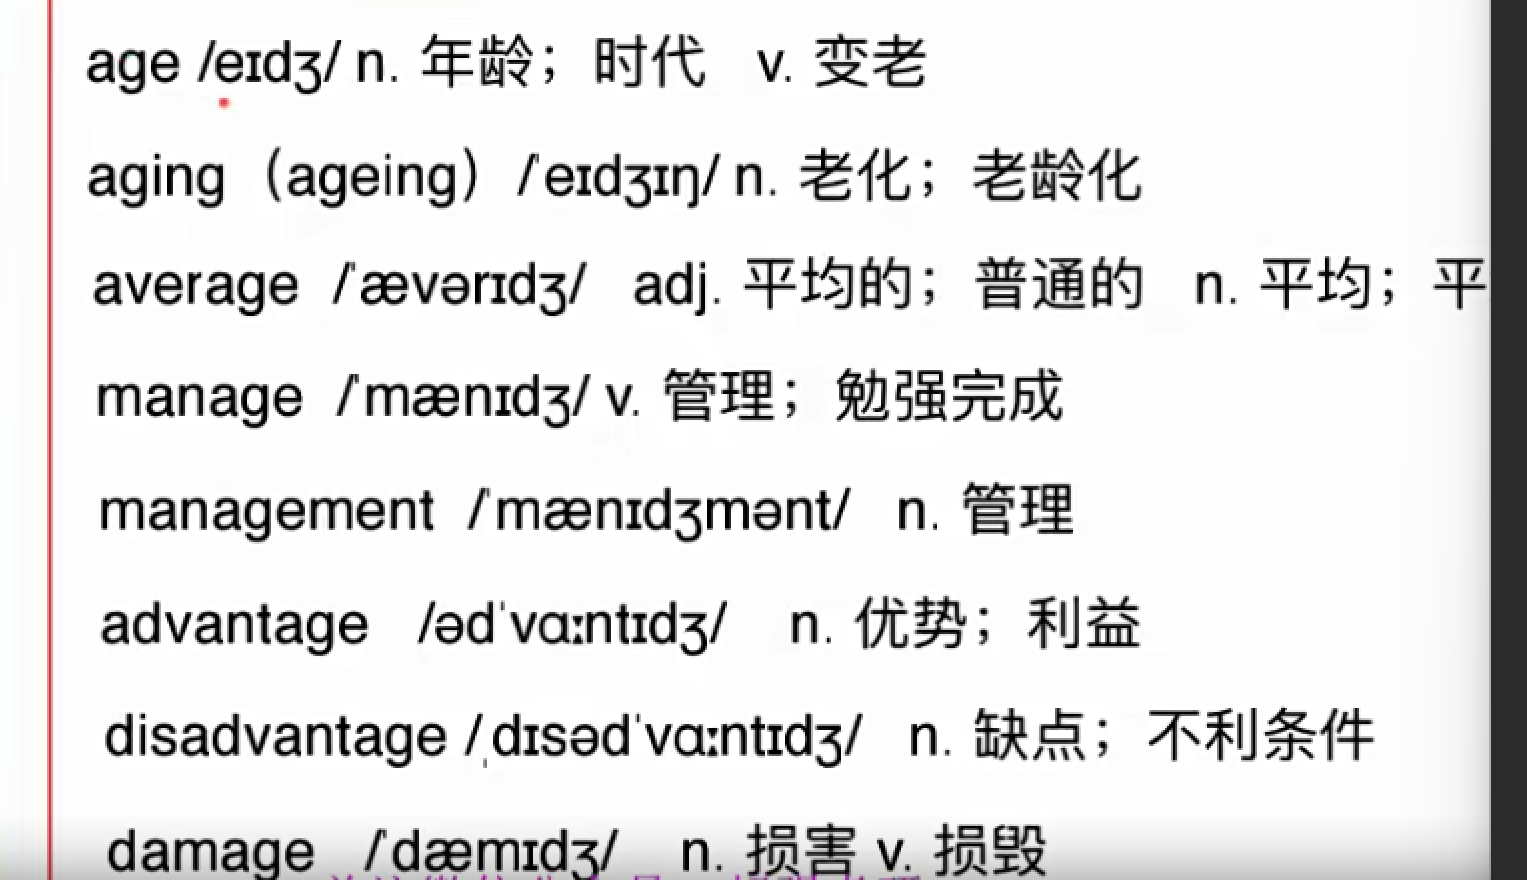 age /eɪdʒ/ n. 年龄；时代 v. 变老
aging（ageing）/ˈeɪdʒɪŋ/ n. 老化；老龄化
average /ˈævərɪdʒ/ adj. 平均的；普通的 n. 平均；平
manage /ˈmænɪdʒ/ v. 管理；勉强完成
management /ˈmænɪdʒmənt/ n. 管理
advantage /ədˈvɑːntɪdʒ/ n. 优势；利益
disadvantage /ˌdɪsədˈvɑːntɪdʒ/ n. 缺点；不利条件
damage /ˈdæmɪdʒ/ n. 损害 v. 损毁